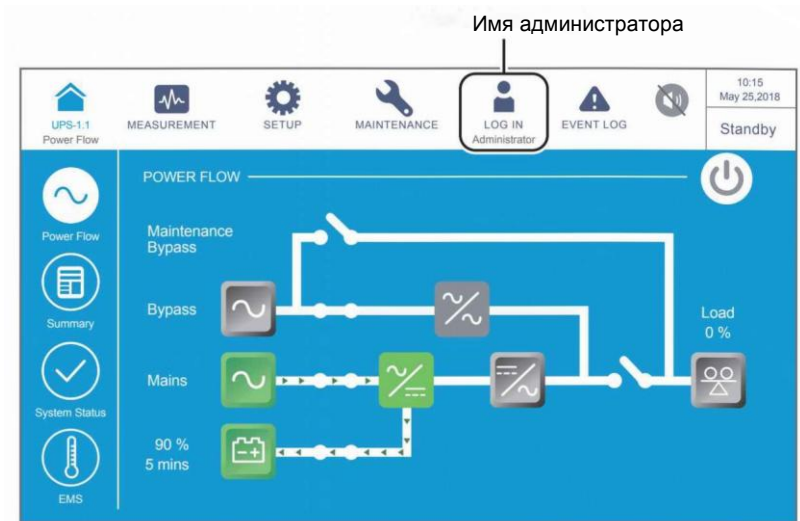 Имя администратора
10:15
May 25,2018
UPS-1.1
Power Flow
MEASUREMENT
SETUP
MAINTENANCE
LOG IN
Administrator
EVENT LOG
Standby
POWER FLOW
Power Flow
Maintenance
Bypass
Summary
Bypass
Load
0 %
Mains
System Status
90 %
5 mins
EMS